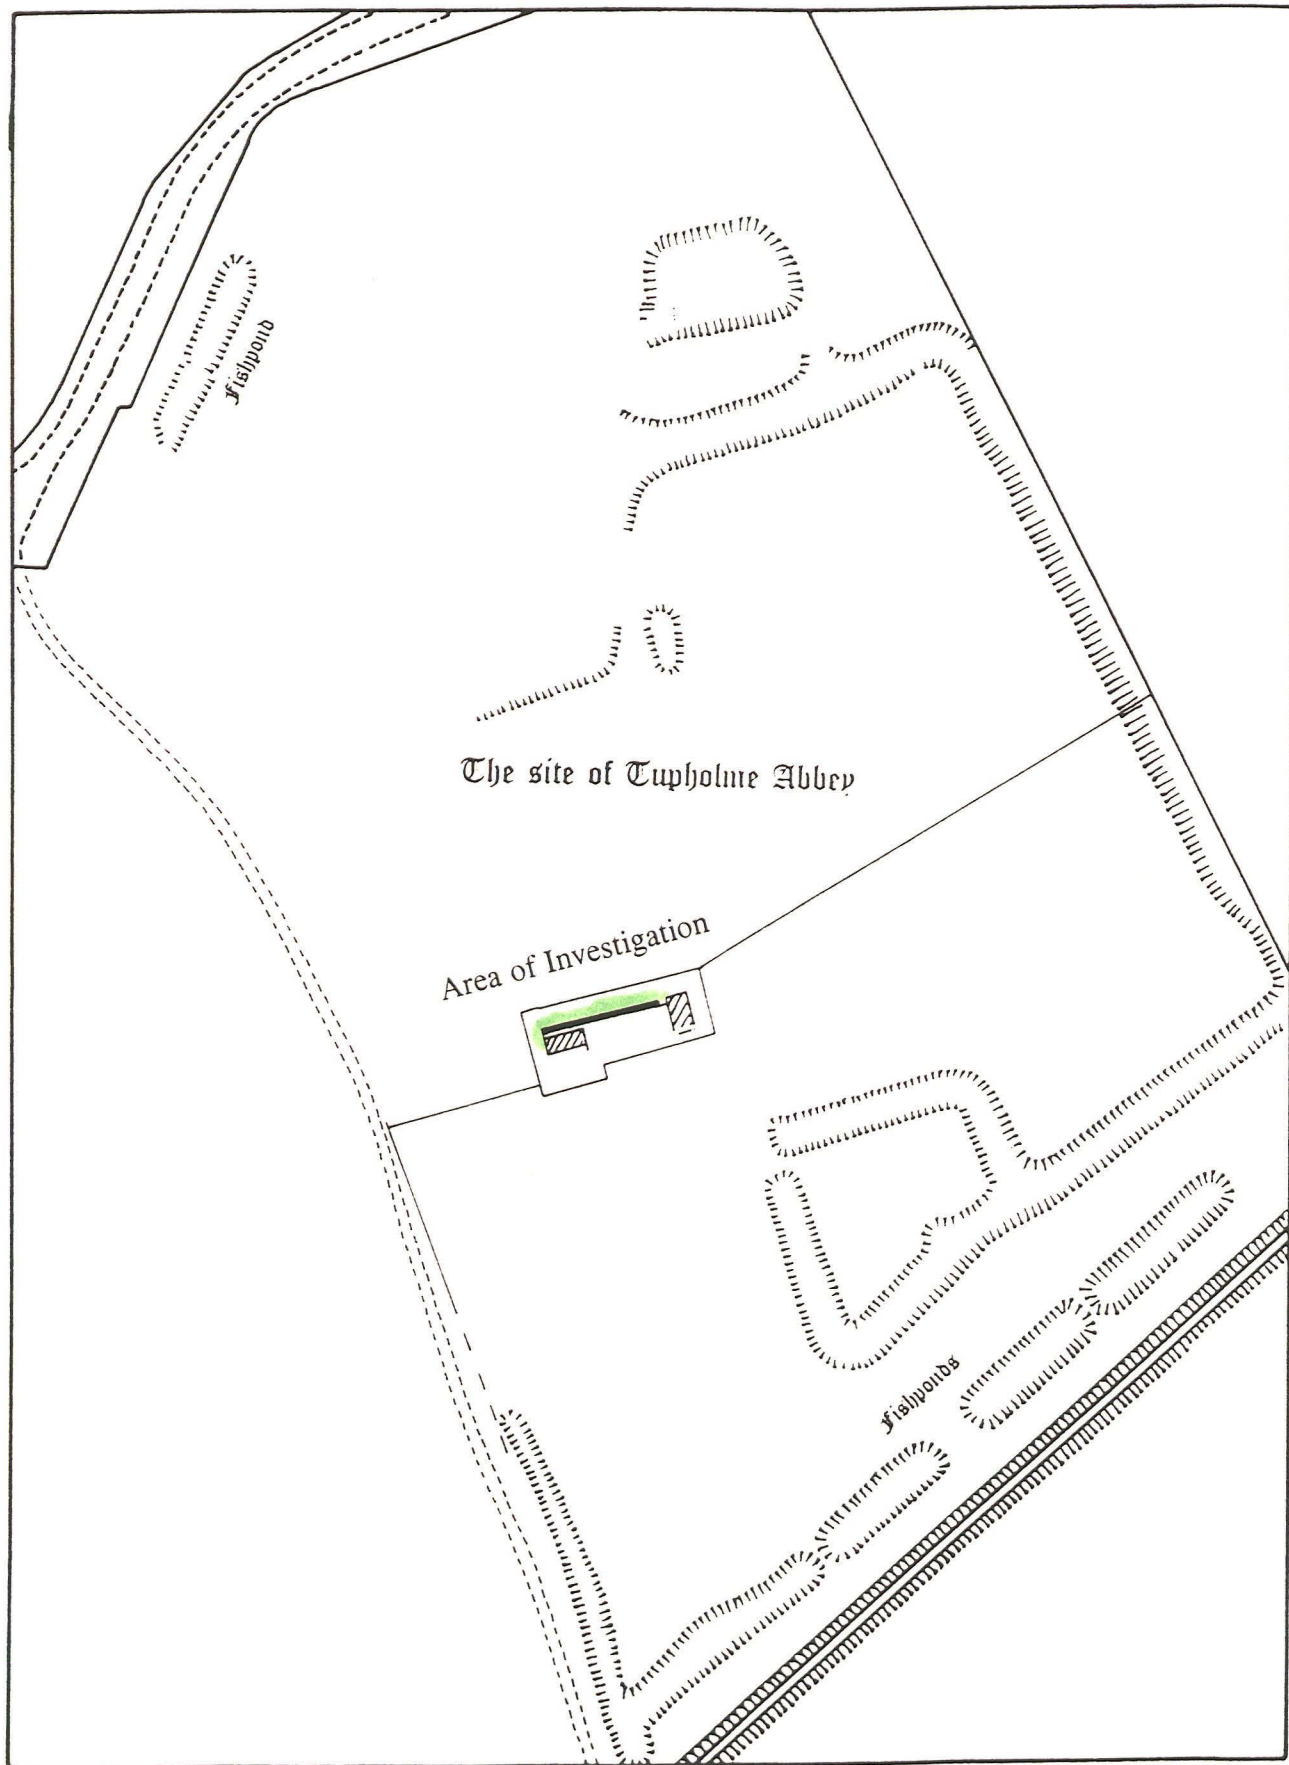 Fishpond
The site of Tupholme Abbey
Area of Investigation
Fishponds